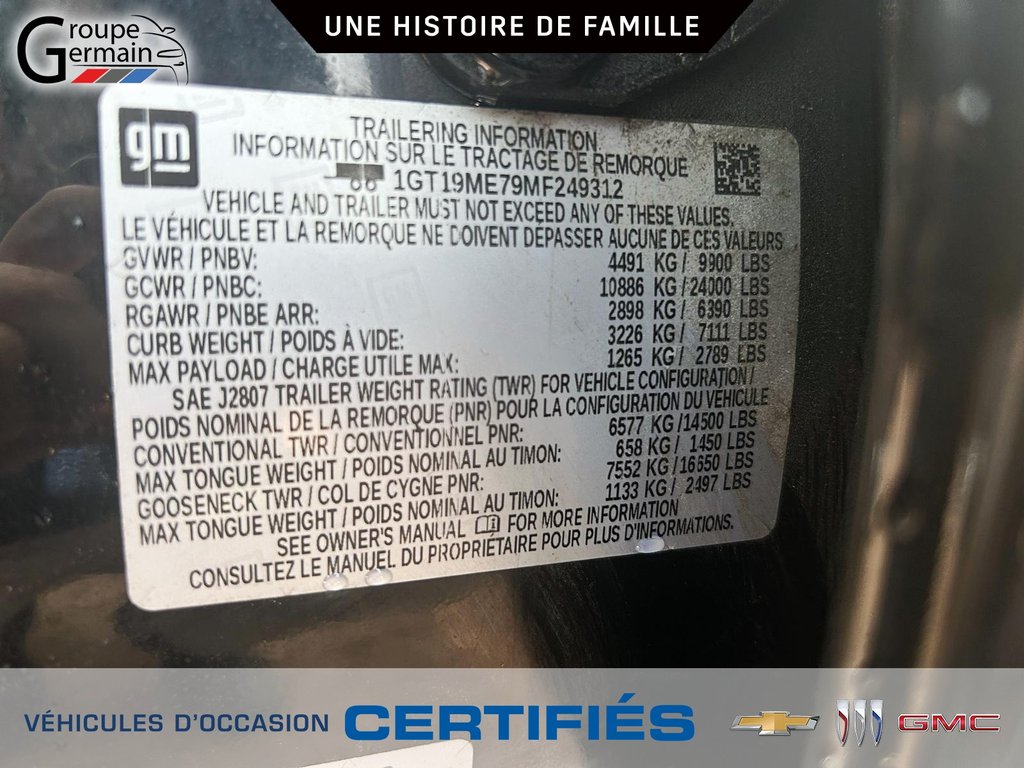 UNE HISTOIRE DE FAMILLE
Groupe
Germain
gm
TRAILERING INFORMATION
INFORMATION SUR LE TRACTAGE DE REMORQUE
1GT19ME79MF249312
VEHICLE AND TRAILER MUST NOT EXCEED ANY OF THESE VALUES.
LE VÉHICULE ET LA REMORQUE NE DOIVENT DÉPASSER AUCUNE DE CES VALEURS
GVWR / PNBV: 4491 KG / 9900 LBS
GCWR / PNBC: 10886 KG / 24000 LBS
RGAWR / PNBE ARR: 2898 KG / 6390 LBS
CURB WEIGHT / POIDS À VIDE: 3226 KG / 7111 LBS
MAX PAYLOAD / CHARGE UTILE MAX: 1265 KG / 2789 LBS
SAE J2807 TRAILER WEIGHT RATING (TWR) FOR VEHICLE CONFIGURATION /
POIDS NOMINAL DE LA REMORQUE (PNR) POUR LA CONFIGURATION DU VÉHICULE
CONVENTIONAL TWR / CONVENTIONNEL PNR: 6577 KG / 14500 LBS
MAX TONGUE WEIGHT / POIDS NOMINAL AU TIMON: 658 KG / 1450 LBS
GOOSENECK TWR / COL DE CYGNE PNR: 7552 KG / 16650 LBS
MAX TONGUE WEIGHT / POIDS NOMINAL AU TIMON: 1133 KG / 2497 LBS
SEE OWNER'S MANUAL FOR MORE INFORMATION
CONSULTEZ LE MANUEL DU PROPRIÉTAIRE POUR PLUS D'INFORMATIONS.
VÉHICULES D'OCCASION CERTIFIÉS GMC